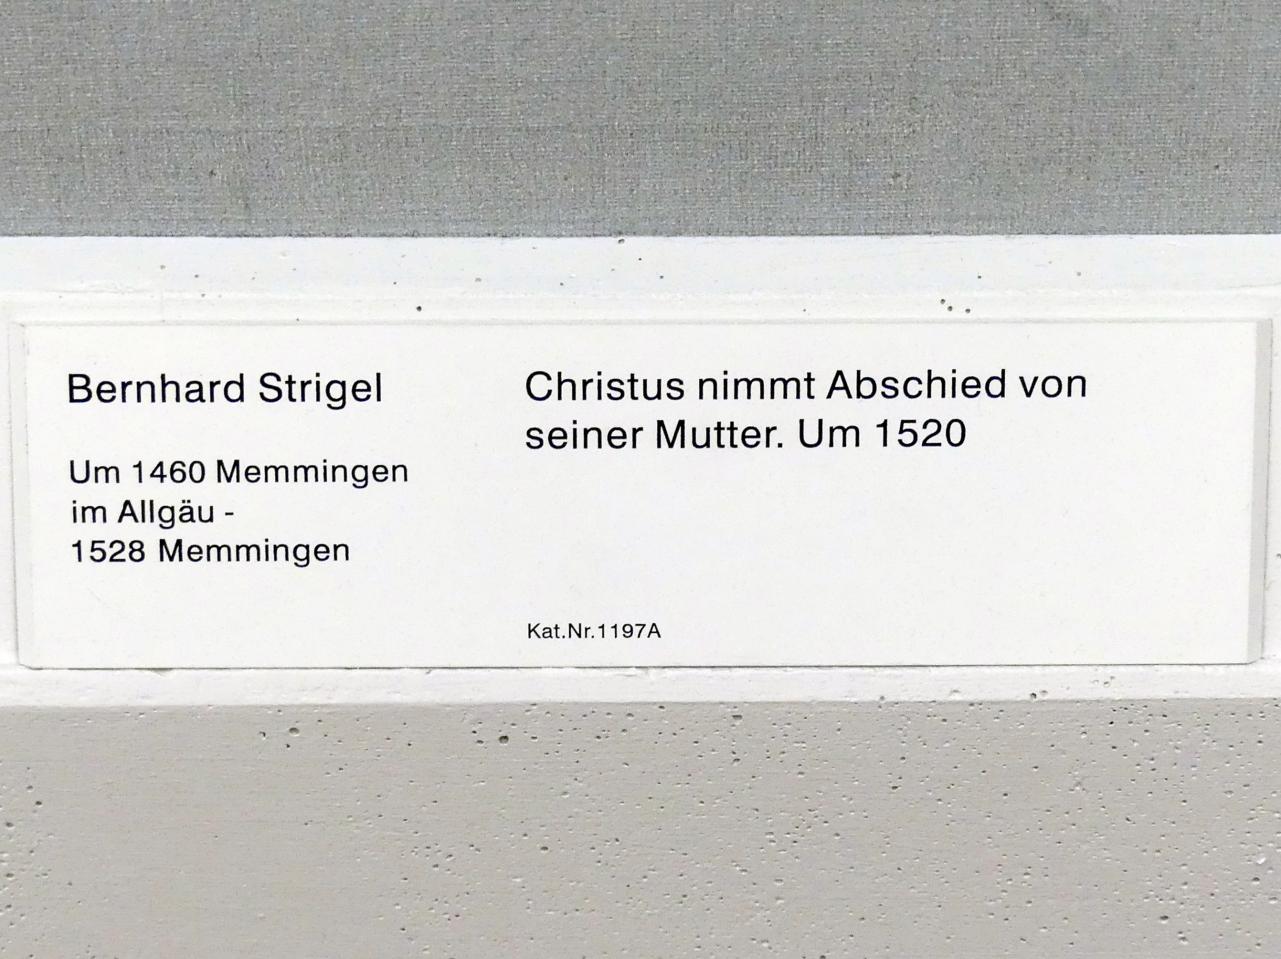 Bernhard Strigel
Um 1460 Memmingen
im Allgäu -
1528 Memmingen
Christus nimmt Abschied von
seiner Mutter. Um 1520
Kat.Nr.1197A